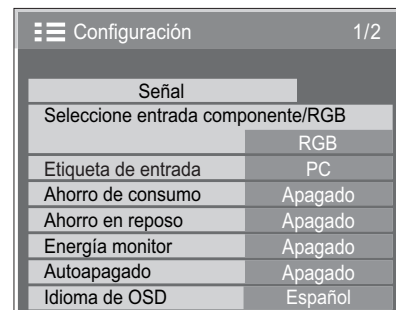 Configuración 1/2
Señal
Seleccione entrada componente/RGB
RGB
Etiqueta de entrada PC
Ahorro de consumo Apagado
Ahorro en reposo Apagado
Energía monitor Apagado
Autoapagado Apagado
Idioma de OSD Español